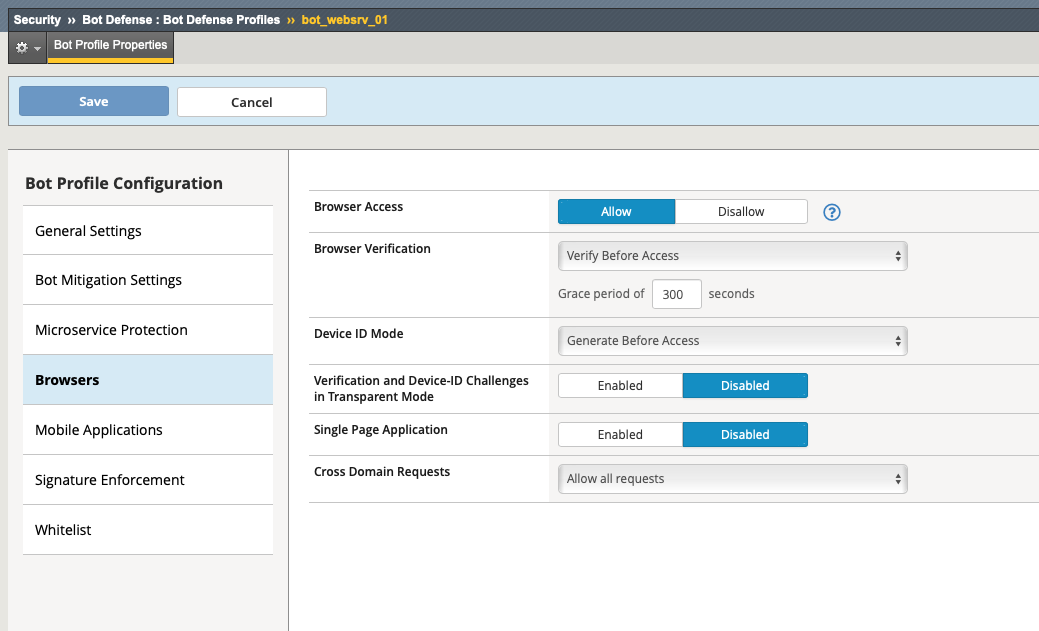 Security ›› Bot Defense : Bot Defense Profiles ›› bot_websrv_01
Bot Profile Properties
Save
Cancel
Bot Profile Configuration
General Settings
Bot Mitigation Settings
Microservice Protection
Browsers
Mobile Applications
Signature Enforcement
Whitelist
Browser Access
Allow
Disallow
?
Browser Verification
Verify Before Access
Grace period of 300 seconds
Device ID Mode
Generate Before Access
Verification and Device-ID Challenges
in Transparent Mode
Enabled
Disabled
Single Page Application
Enabled
Disabled
Cross Domain Requests
Allow all requests